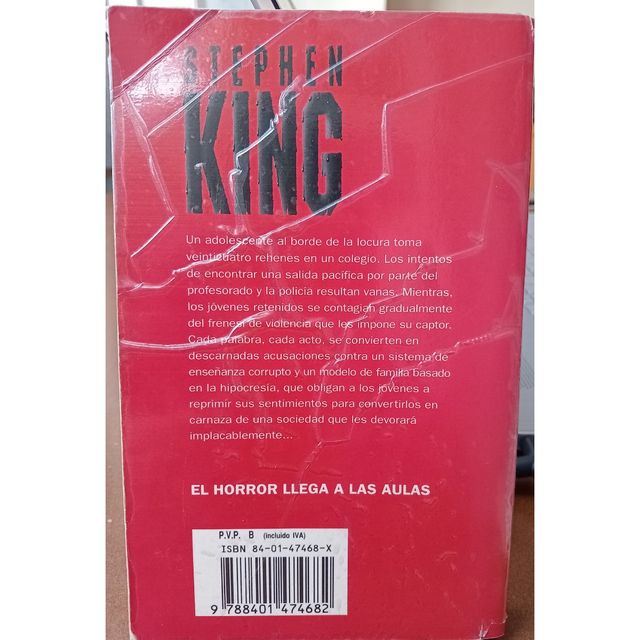 STEPHEN
KING
Un adolescente al borde de la locura toma
veinticuatro rehenes en un colegio. Los intentos
de encontrar una salida pacífica por parte del
profesorado y la policía resultan vanas. Mientras,
los jóvenes retenidos se contagian gradualmente
del frenesí de violencia que les impone su captor.
Cada palabra, cada acto, se convierten en
descarnadas acusaciones contra un sistema de
enseñanza corrupto y un modelo de familia basado
en la hipocresía, que obligan a los jóvenes a
reprimir sus sentimientos para convertirlos en
carnaza de una sociedad que les devorará
implacablemente...
EL HORROR LLEGA A LAS AULAS
P.V.P. B (incluido IVA)
ISBN 84-01-47468-X
9 788401 474682